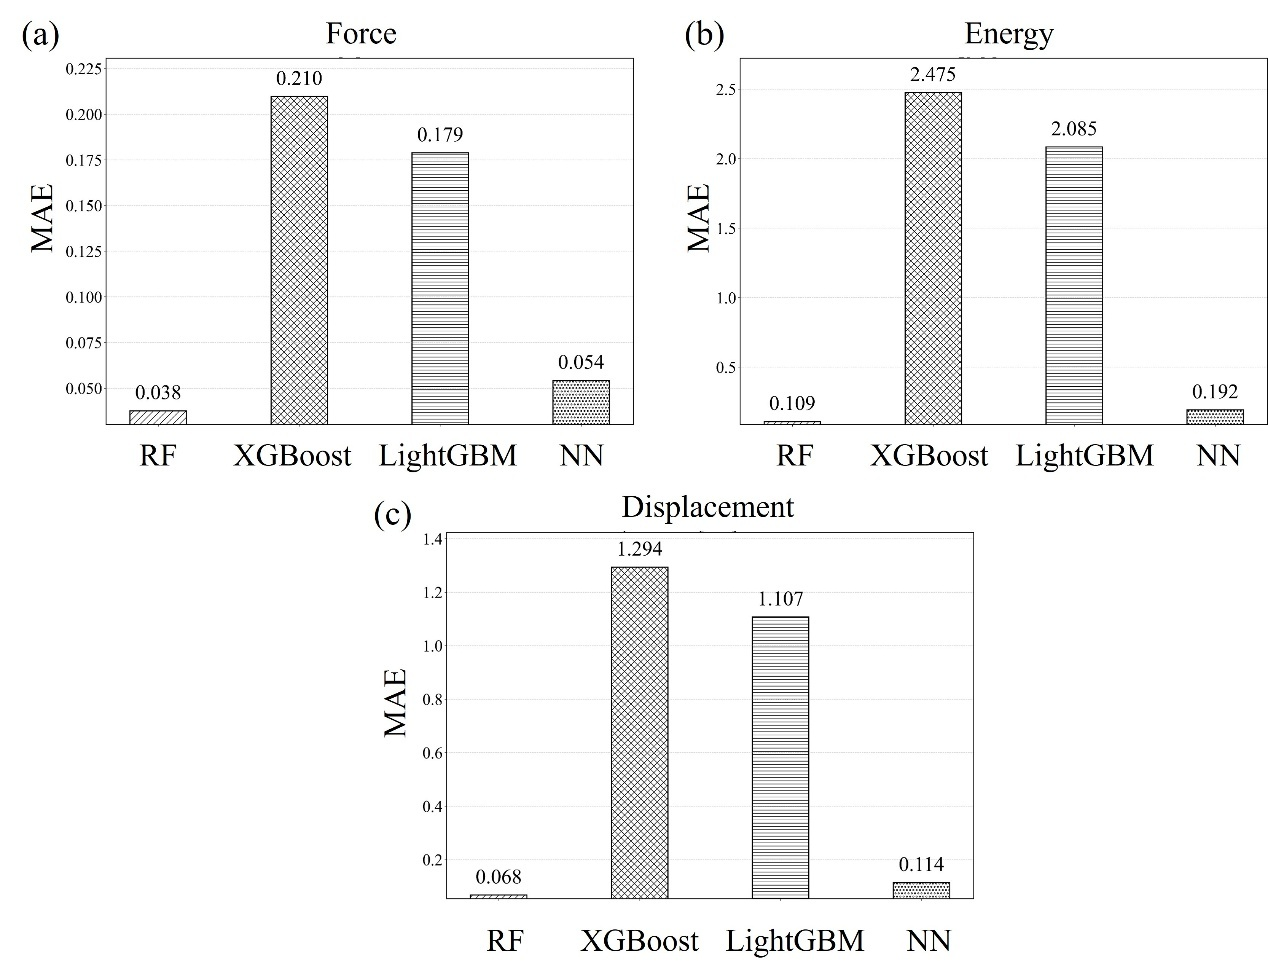 (a)
Force
MAE
0.225
0.200
0.175
0.150
0.125
0.100
0.075
0.050
0.038
0.210
0.179
0.054
RF XGBoost LightGBM NN
(b)
Energy
MAE
2.5
2.0
1.5
1.0
0.5
0.109
2.475
2.085
0.192
RF XGBoost LightGBM NN
(c)
Displacement
MAE
1.4
1.2
1.0
0.8
0.6
0.4
0.2
0.068
1.294
1.107
0.114
RF XGBoost LightGBM NN